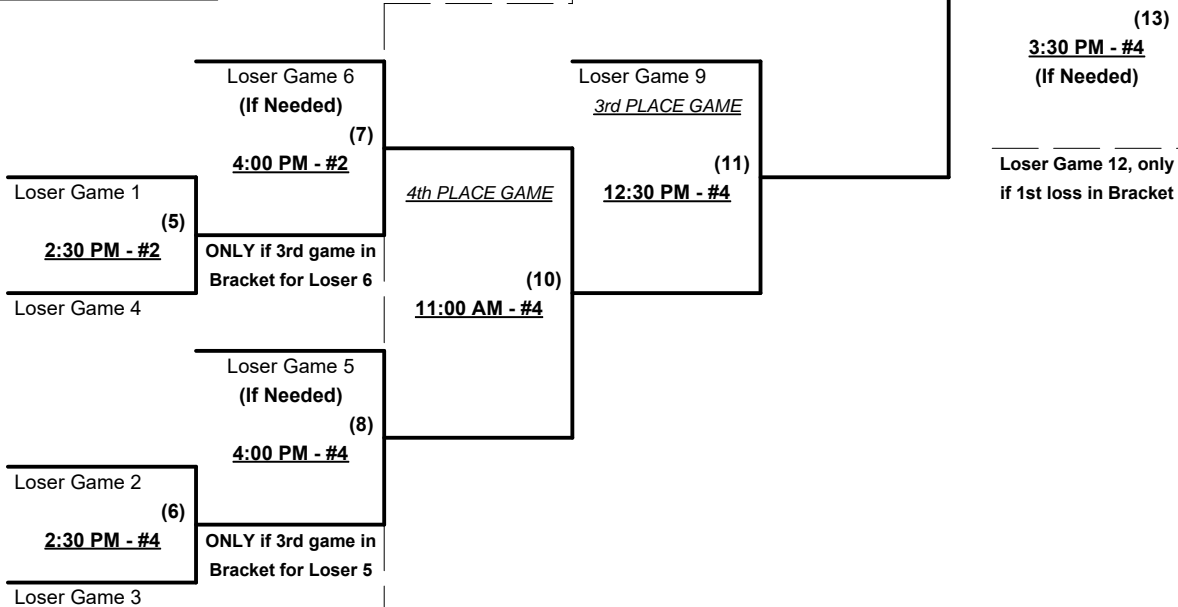 (13)
3:30 PM - #4
(If Needed)
Loser Game 12, only
if 1st loss in Bracket
Loser Game 6
(If Needed)
(7)
4:00 PM - #2
Loser Game 9
3rd PLACE GAME
(11)
12:30 PM - #4
Loser Game 1
(5)
2:30 PM - #2
Loser Game 4
ONLY if 3rd game in
Bracket for Loser 6
4th PLACE GAME
(10)
11:00 AM - #4
Loser Game 5
(If Needed)
(8)
4:00 PM - #4
Loser Game 2
(6)
2:30 PM - #4
Loser Game 3
ONLY if 3rd game in
Bracket for Loser 5